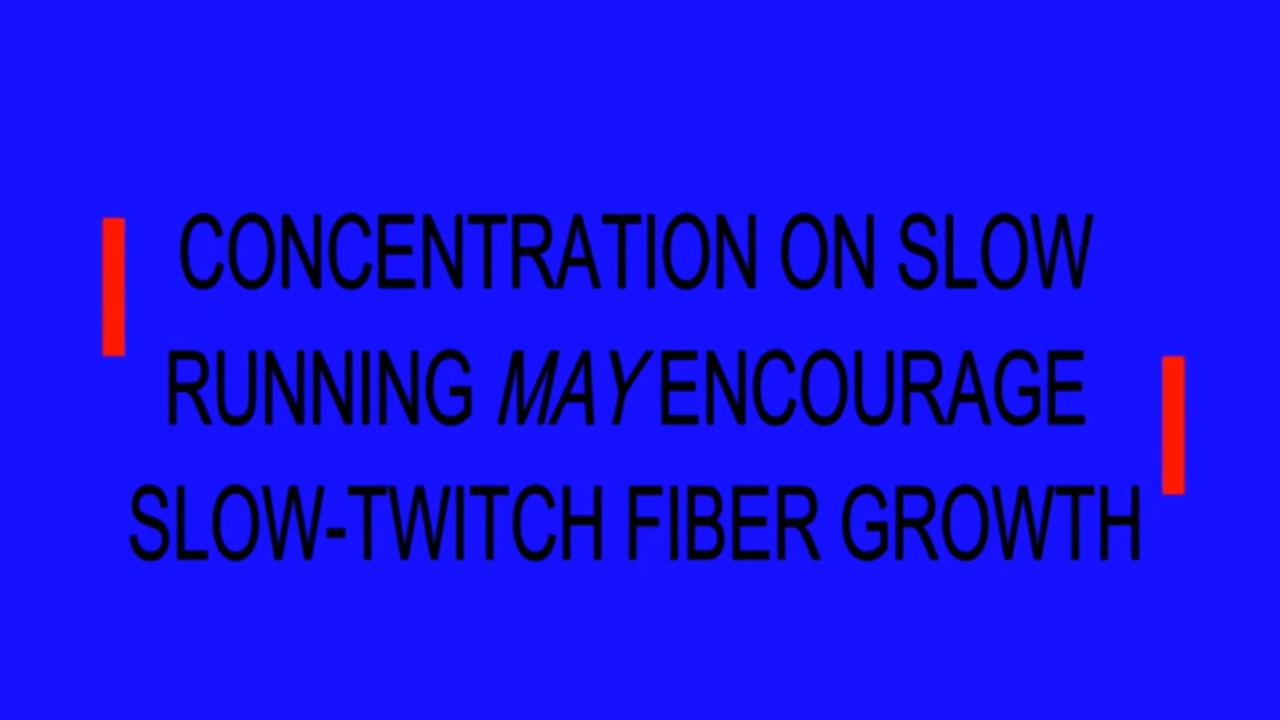 CONCENTRATION ON SLOW
RUNNING MAY ENCOURAGE
SLOW-TWITCH FIBER GROWTH